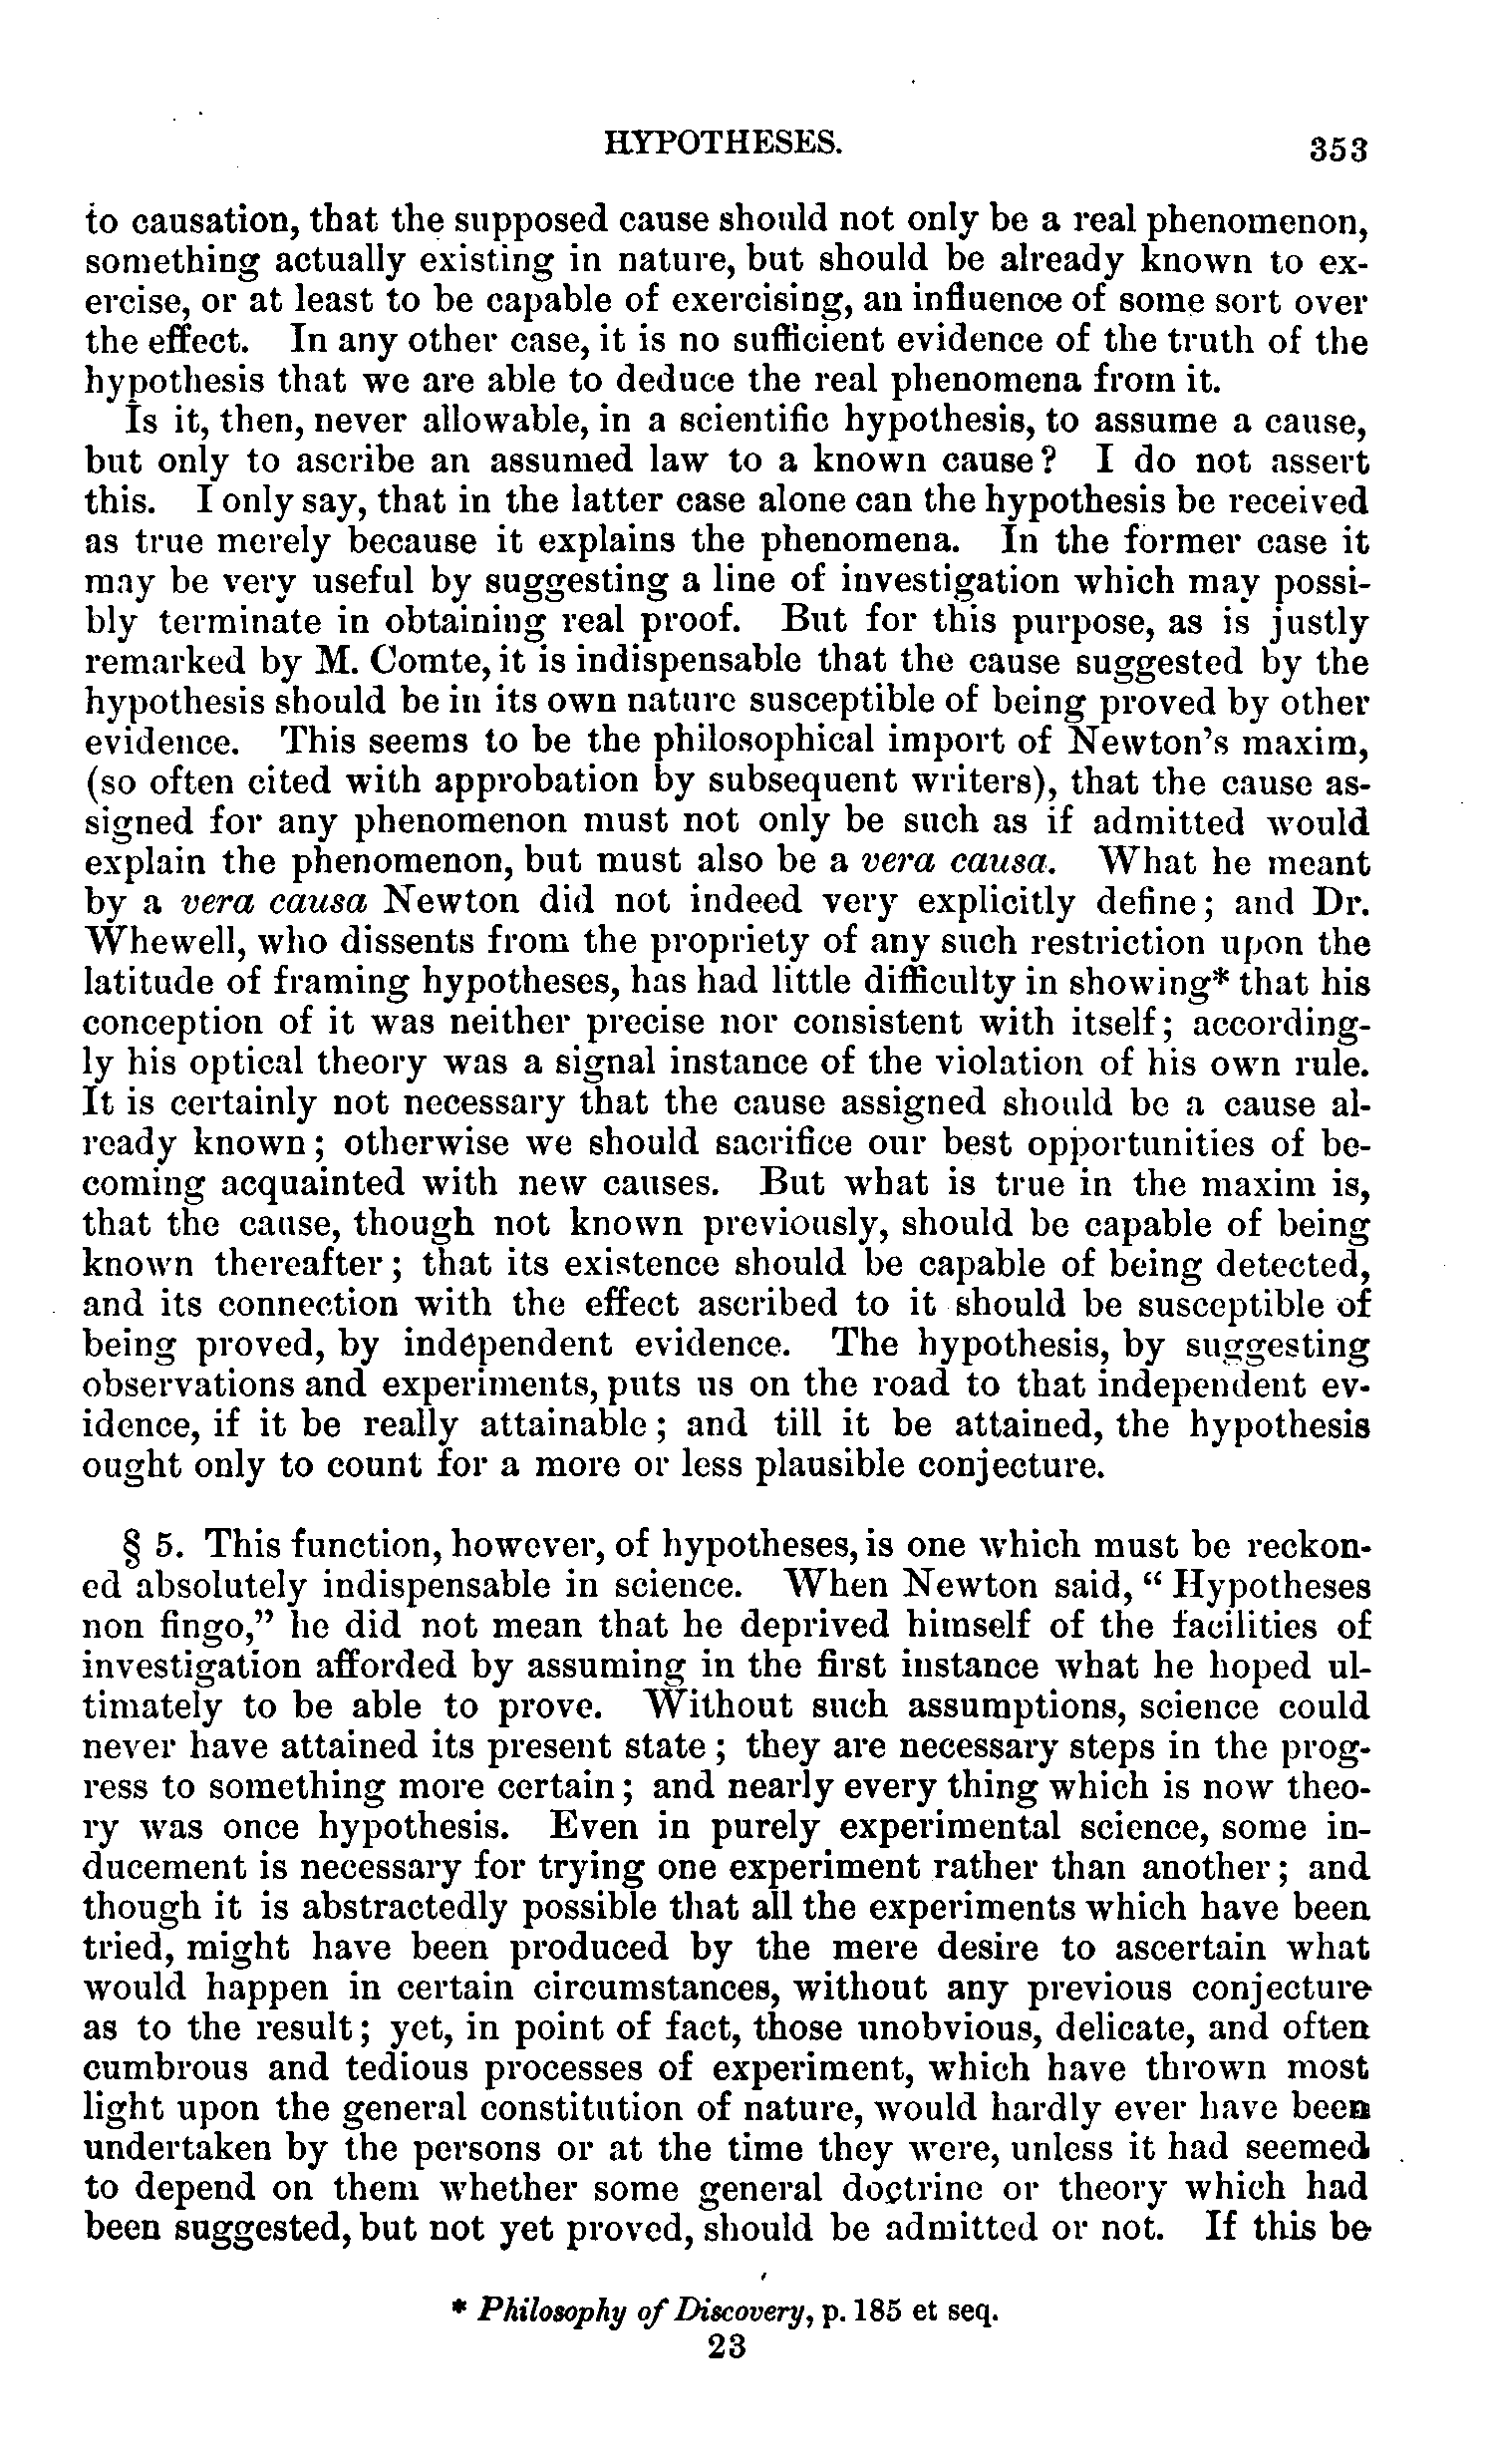 HYPOTHESES. 353
to causation, that the supposed cause should not only be a real phenomenon,
something actually existing in nature, but should be already known to ex-
ercise, or at least to be capable of exercising, an influence of some sort over
the effect. In any other case, it is no sufficient evidence of the truth of the
hypothesis that we are able to deduce the real phenomena from it.
Is it, then, never allowable, in a scientific hypothesis, to assume a cause,
but only to ascribe an assumed law to a known cause? I do not assert
this. I only say, that in the latter case alone can the hypothesis be received
as true merely because it explains the phenomena. In the former case it
may be very useful by suggesting a line of investigation which may possi-
bly terminate in obtaining real proof. But for this purpose, as is justly
remarked by M. Comte, it is indispensable that the cause suggested by the
hypothesis should be in its own nature susceptible of being proved by other
evidence. This seems to be the philosophical import of Newton's maxim,
(so often cited with approbation by subsequent writers), that the cause as-
signed for any phenomenon must not only be such as if admitted would
explain the phenomenon, but must also be a vera causa. What he meant
by a vera causa Newton did not indeed very explicitly define; and Dr.
Whewell, who dissents from the propriety of any such restriction upon the
latitude of framing hypotheses, has had little difficulty in showing* that his
conception of it was neither precise nor consistent with itself; according-
ly his optical theory was a signal instance of the violation of his own rule.
It is certainly not necessary that the cause assigned should be a cause al-
ready known; otherwise we should sacrifice our best opportunities of be-
coming acquainted with new causes. But what is true in the maxim is,
that the cause, though not known previously, should be capable of being
known thereafter; that its existence should be capable of being detected,
and its connection with the effect ascribed to it should be susceptible of
being proved, by independent evidence. The hypothesis, by suggesting
observations and experiments, puts us on the road to that independent ev-
idence, if it be really attainable; and till it be attained, the hypothesis
ought only to count for a more or less plausible conjecture.
§ 5. This function, however, of hypotheses, is one which must be reckon-
ed absolutely indispensable in science. When Newton said, "Hypotheses
non fingo," he did not mean that he deprived himself of the facilities of
investigation afforded by assuming in the first instance what he hoped ul-
timately to be able to prove. Without such assumptions, science could
never have attained its present state; they are necessary steps in the prog-
ress to something more certain; and nearly every thing which is now theo-
ry was once hypothesis. Even in purely experimental science, some in-
ducement is necessary for trying one experiment rather than another; and
though it is abstractedly possible that all the experiments which have been
tried, might have been produced by the mere desire to ascertain what
would happen in certain circumstances, without any previous conjecture
as to the result; yet, in point of fact, those unobvious, delicate, and often
cumbrous and tedious processes of experiment, which have thrown most
light upon the general constitution of nature, would hardly ever have been
undertaken by the persons or at the time they were, unless it had seemed
to depend on them whether some general doctrine or theory which had
been suggested, but not yet proved, should be admitted or not. If this be
* Philosophy of Discovery, p. 185 et seq.
23